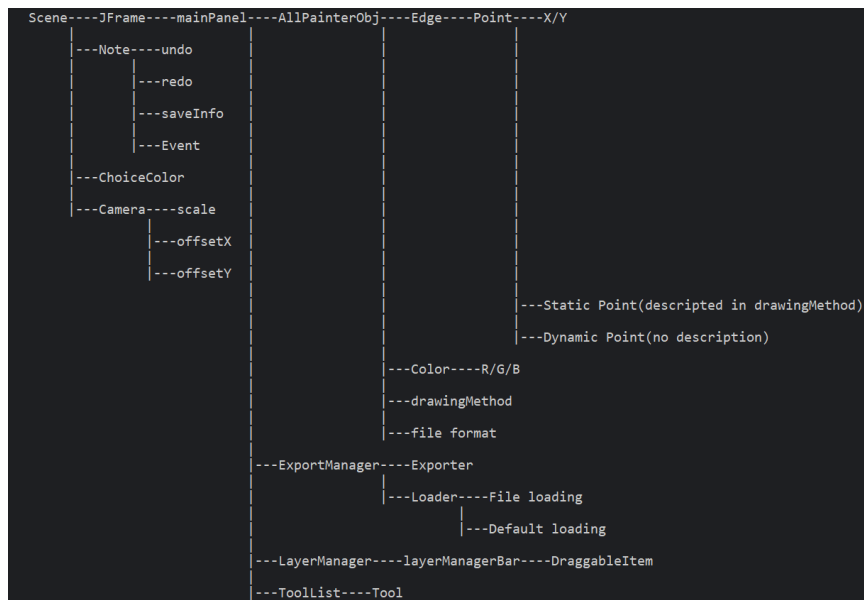 Scene----JFrame----mainPanel----AllPainterObj----Edge----Point----X/Y
|---Note----undo
|---redo
|---saveInfo
|---Event
|---ChoiceColor
|---Camera----scale
|---offsetX
|---offsetY
|---Static Point(descripted in drawingMethod)
|---Dynamic Point(no description)
|---Color----R/G/B
|---drawingMethod
|---file format
|---ExportManager----Exporter
|---Loader----File loading
|---Default loading
|---LayerManager----layerManagerBar----DraggableItem
|---ToolList----Tool